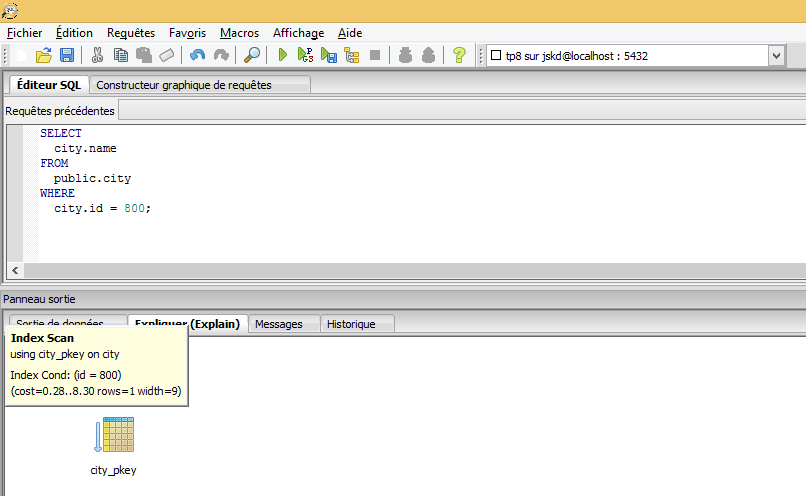 Fichier Édition Requêtes Favoris Macros Affichage Aide
tp8 sur jskd@localhost : 5432
Éditeur SQL Constructeur graphique de requêtes
Requêtes précédentes
SELECT
city.name
FROM
public.city
WHERE
city.id = 800;
Panneau sortie
Sortie de données Expliquer (Explain) Messages Historique
Index Scan
using city_pkey on city
Index Cond: (id = 800)
(cost=0.28..8.30 rows=1 width=9)
city_pkey